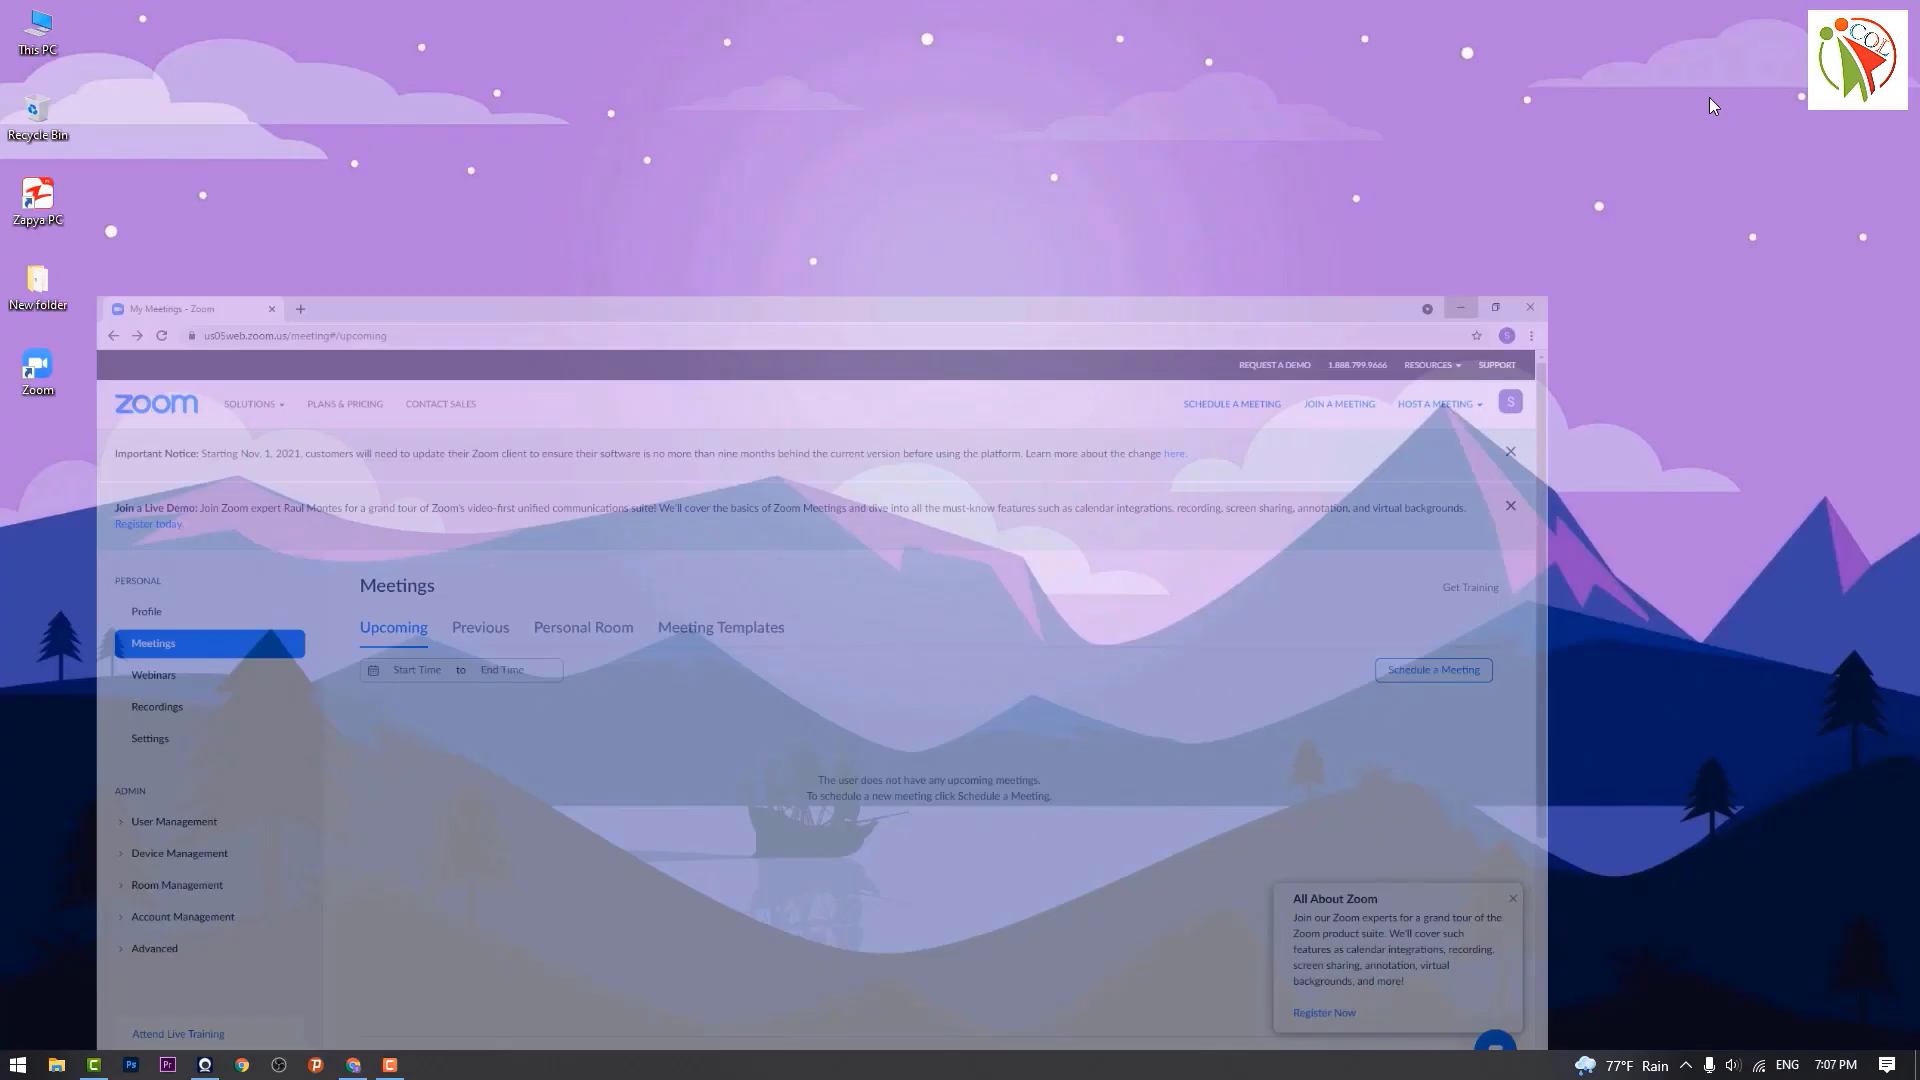 This PC
COL
Recycle Bin
Zapya PC
New folder
Zoom
My Meetings - Zoom
us05web.zoom.us/meeting#/upcoming
S
REQUEST A DEMO 1.888.799.9666 RESOURCES SUPPORT
zoom SOLUTIONS PLANS & PRICING CONTACT SALES SCHEDULE A MEETING JOIN A MEETING HOST A MEETING S
Important Notice: Starting Nov. 1, 2021, customers will need to update their Zoom client to ensure their software is no more than nine months behind the current version before using the platform. Learn more about the change here.
Join a Live Demo: Join Zoom expert Raul Montes for a grand tour of Zoom's video-first unified communications suite! We'll cover the basics of Zoom Meetings and dive into all the must-know features such as calendar integrations, recording, screen sharing, annotation, and virtual backgrounds.
Register today.
PERSONAL
Profile
Meetings
Webinars
Recordings
Settings
ADMIN
User Management
Device Management
Room Management
Account Management
Advanced
Attend Live Training
Meetings
Get Training
Upcoming Previous Personal Room Meeting Templates
Start Time to End Time
Schedule a Meeting
The user does not have any upcoming meetings.
To schedule a new meeting click Schedule a Meeting.
All About Zoom
Join our Zoom experts for a grand tour of the
Zoom product suite. We'll cover such
features as calendar integrations, recording,
screen sharing, annotation, virtual
backgrounds, and more!
Register Now
C Ps Pr P C
77°F Rain ENG 7:07 PM